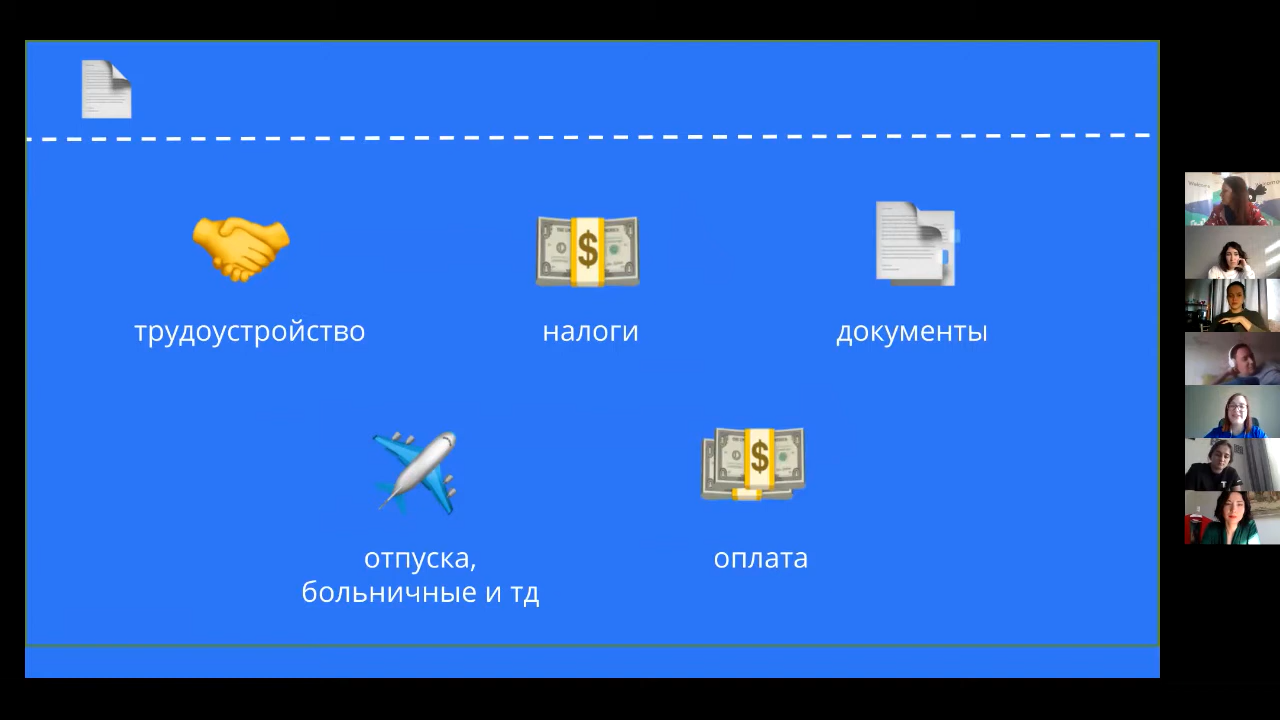 трудоустройство
налоги
документы
отпуска,
больничные и тд
оплата